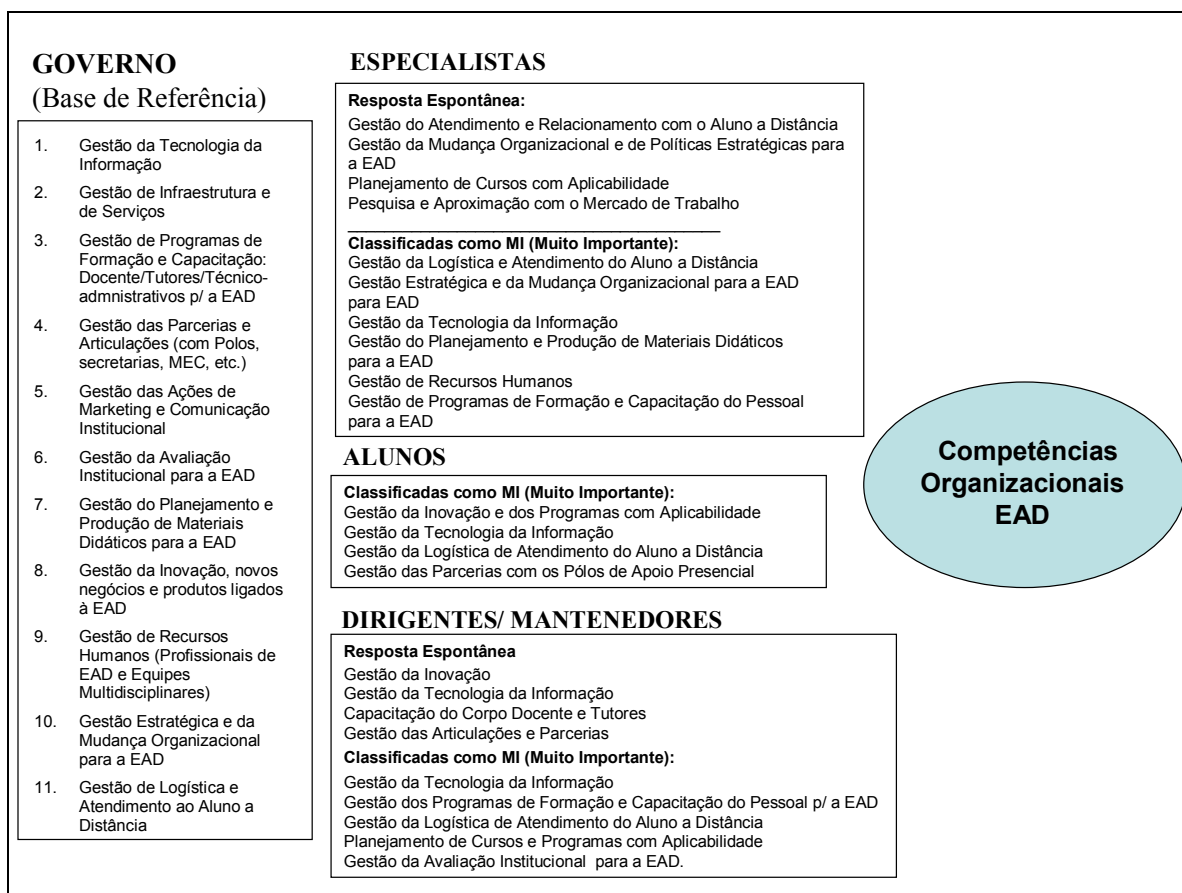 GOVERNO
(Base de Referência)
1. Gestão da Tecnologia da
Informação
2. Gestão de Infraestrutura e
de Serviços
3. Gestão de Programas de
Formação e Capacitação:
Docente/Tutores/Técnico-
admnistrativos p/ a EAD
4. Gestão das Parcerias e
Articulações (com Polos,
secretarias, MEC, etc.)
5. Gestão das Ações de
Marketing e Comunicação
Institucional
6. Gestão da Avaliação
Institucional para a EAD
7. Gestão do Planejamento e
Produção de Materiais
Didáticos para a EAD
8. Gestão da Inovação, novos
negócios e produtos ligados
à EAD
9. Gestão de Recursos
Humanos (Profissionais de
EAD e Equipes
Multidisciplinares)
10. Gestão Estratégica e da
Mudança Organizacional
para a EAD
11. Gestão de Logística e
Atendimento ao Aluno a
Distância
ESPECIALISTAS
Resposta Espontânea:
Gestão do Atendimento e Relacionamento com o Aluno a Distância
Gestão da Mudança Organizacional e de Políticas Estratégicas para
a EAD
Planejamento de Cursos com Aplicabilidade
Pesquisa e Aproximação com o Mercado de Trabalho
Classificadas como MI (Muito Importante):
Gestão da Logística e Atendimento do Aluno a Distância
Gestão Estratégica e da Mudança Organizacional para a EAD
para EAD
Gestão da Tecnologia da Informação
Gestão do Planejamento e Produção de Materiais Didáticos
para a EAD
Gestão de Recursos Humanos
Gestão de Programas de Formação e Capacitação do Pessoal
para a EAD
ALUNOS
Classificadas como MI (Muito Importante):
Gestão da Inovação e dos Programas com Aplicabilidade
Gestão da Tecnologia da Informação
Gestão da Logística de Atendimento do Aluno a Distância
Gestão das Parcerias com os Pólos de Apoio Presencial
DIRIGENTES/ MANTENEDORES
Resposta Espontânea
Gestão da Inovação
Gestão da Tecnologia da Informação
Capacitação do Corpo Docente e Tutores
Gestão das Articulações e Parcerias
Classificadas como MI (Muito Importante):
Gestão da Tecnologia da Informação
Gestão dos Programas de Formação e Capacitação do Pessoal p/ a EAD
Gestão da Logística de Atendimento do Aluno a Distância
Planejamento de Cursos e Programas com Aplicabilidade
Gestão da Avaliação Institucional para a EAD.
Competências
Organizacionais
EAD